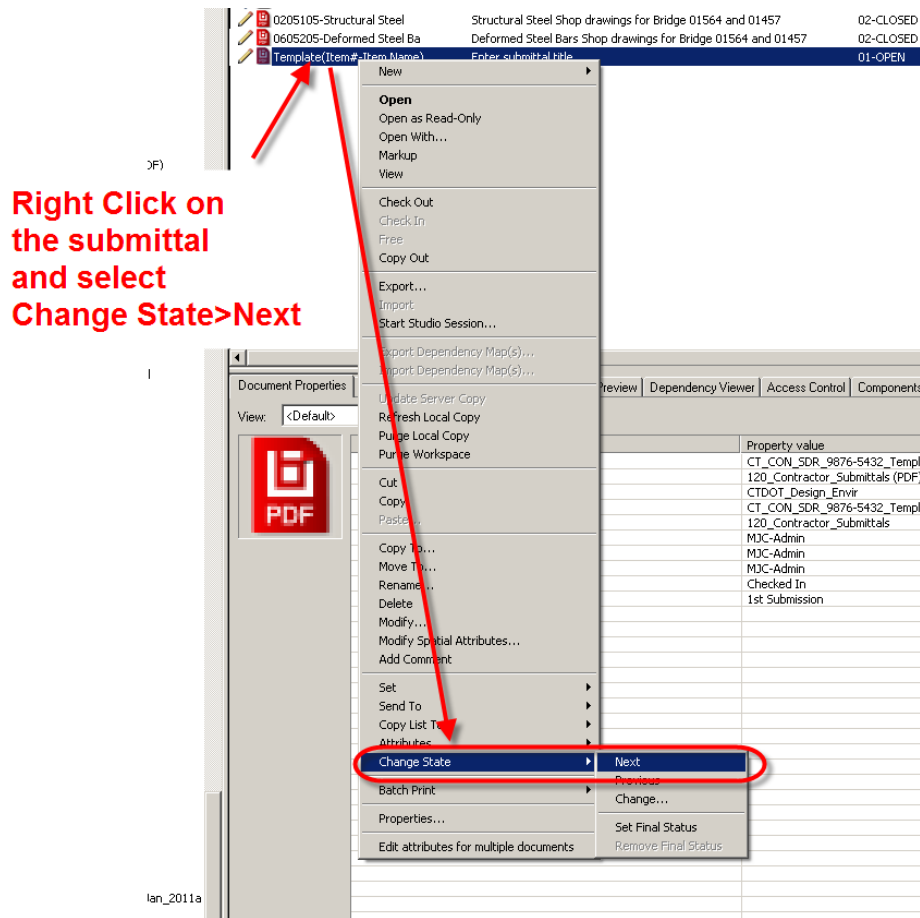 0205105-Structural Steel Structural Steel Shop drawings for Bridge 01564 and 01457 02-CLOSED
0605205-Deformed Steel Ba Deformed Steel Bars Shop drawings for Bridge 01564 and 01457 02-CLOSED
Template(Item#-Item Name) Enter submittal title 01-OPEN
New
Open
Open as Read-Only
Open With...
Markup
View
Check Out
Check In
Free
Copy Out
Export...
Import
Start Studio Session...
Export Dependency Map(s)...
Import Dependency Map(s)...
Update Server Copy
Refresh Local Copy
Purge Local Copy
Purge Workspace
Cut
Copy
Paste...
Copy To...
Move To...
Rename...
Delete
Modify...
Modify Spatial Attributes...
Add Comment
Set
Send To
Copy List To
Attributes
Change State
Batch Print
Properties...
Edit attributes for multiple documents
Next
Previous
Change...
Set Final Status
Remove Final Status
DF)
Right Click on
the submittal
and select
Change State>Next
Document Properties Preview Dependency Viewer Access Control Components
View: <Default>
PDF
Property value
CT_CON_SDR_9876-5432_Templ
120_Contractor_Submittals (PDF)
CTDOT_Design_Envir
CT_CON_SDR_9876-5432_Templ
120_Contractor_Submittals
MJC-Admin
MJC-Admin
MJC-Admin
Checked In
1st Submission
Jan_2011a